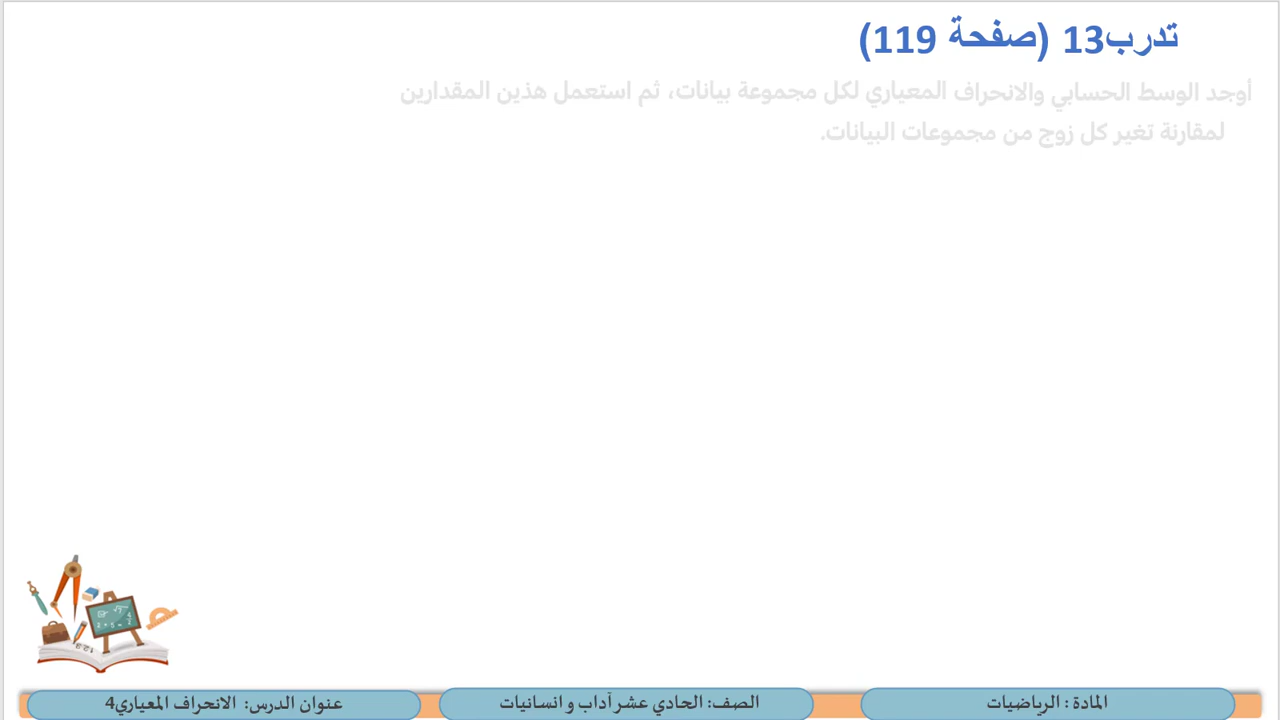 تدرب13 (صفحة 119)
أوجد الوسط الحسابي والانحراف المعياري لكل مجموعة بيانات، ثم استعمل هذين المقدارين
لمقارنة تغير كل زوج من مجموعات البيانات.
المادة : الرياضيات
الصف: الحادي عشر آداب و انسانيات
عنوان الدرس: الانحراف المعياري4